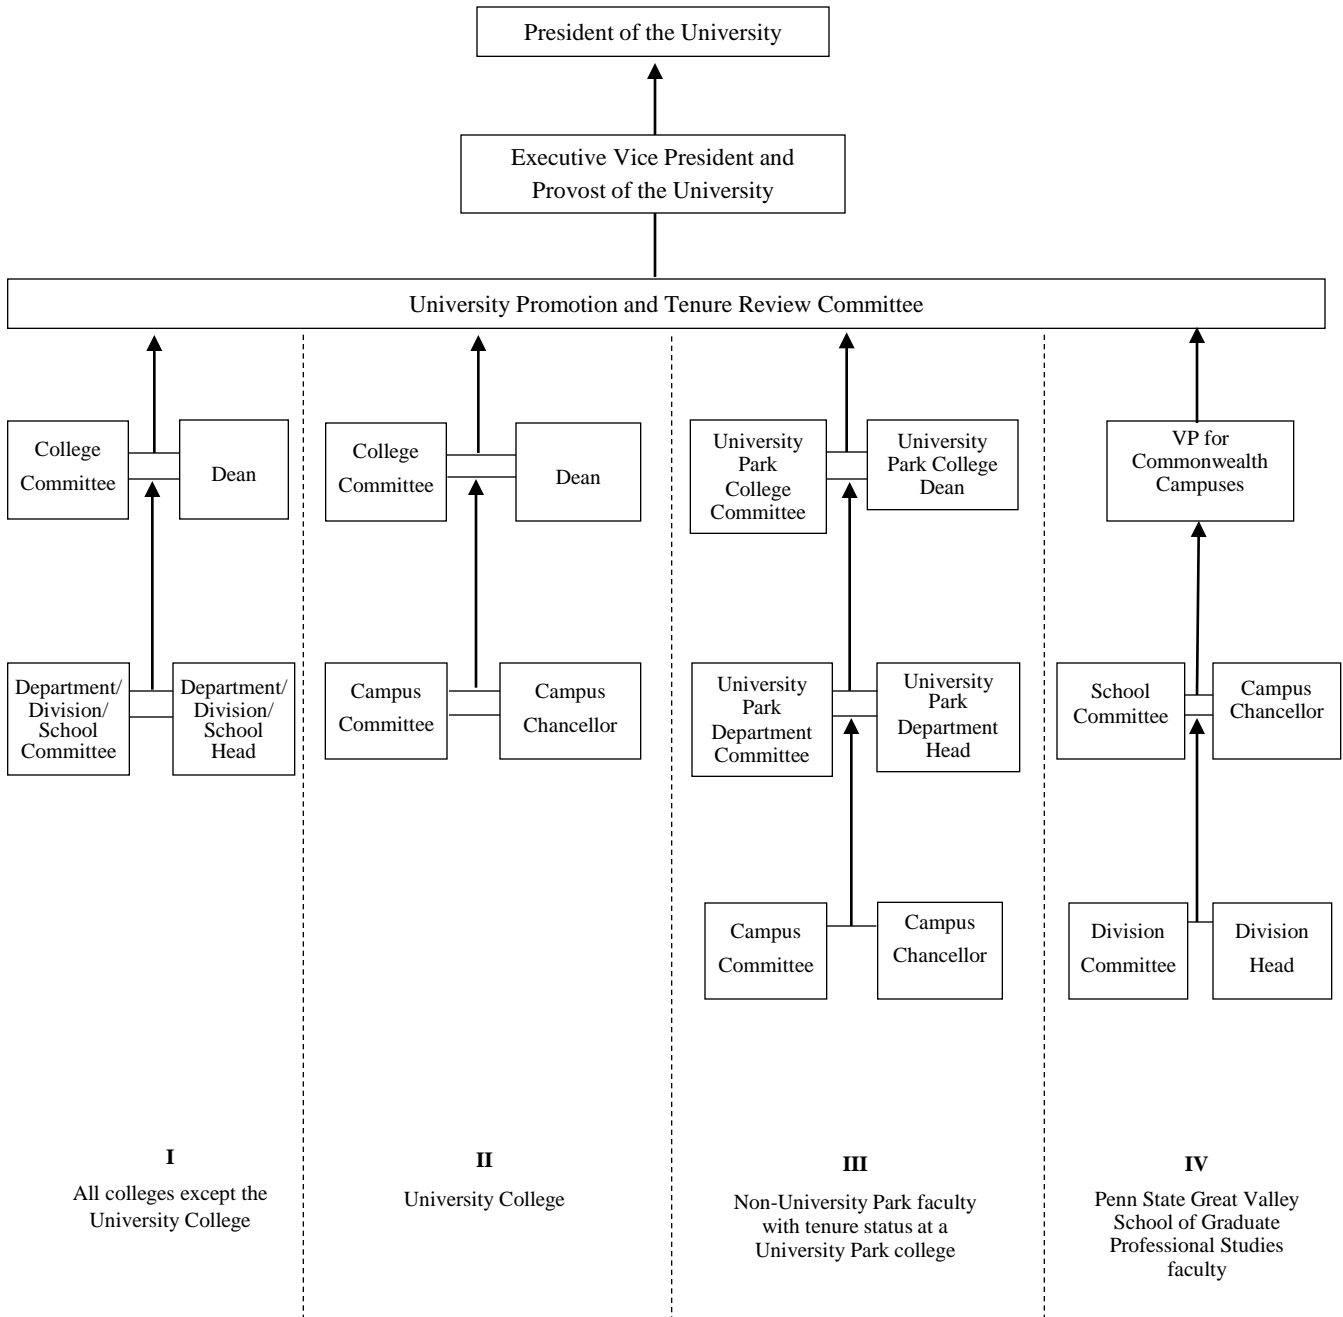 President of the University
Executive Vice President and
Provost of the University
University Promotion and Tenure Review Committee
College
Committee
Dean
College
Committee
Dean
University
Park
College
Committee
University
Park College
Dean
VP for
Commonwealth
Campuses
Department/
Division/
School
Committee
Department/
Division/
School
Head
Campus
Committee
Campus
Chancellor
University
Park
Department
Committee
University
Park
Department
Head
School
Committee
Campus
Chancellor
Campus
Committee
Campus
Chancellor
Division
Committee
Division
Head
I
All colleges except the
University College
II
University College
III
Non-University Park faculty
with tenure status at a
University Park college
IV
Penn State Great Valley
School of Graduate
Professional Studies
faculty